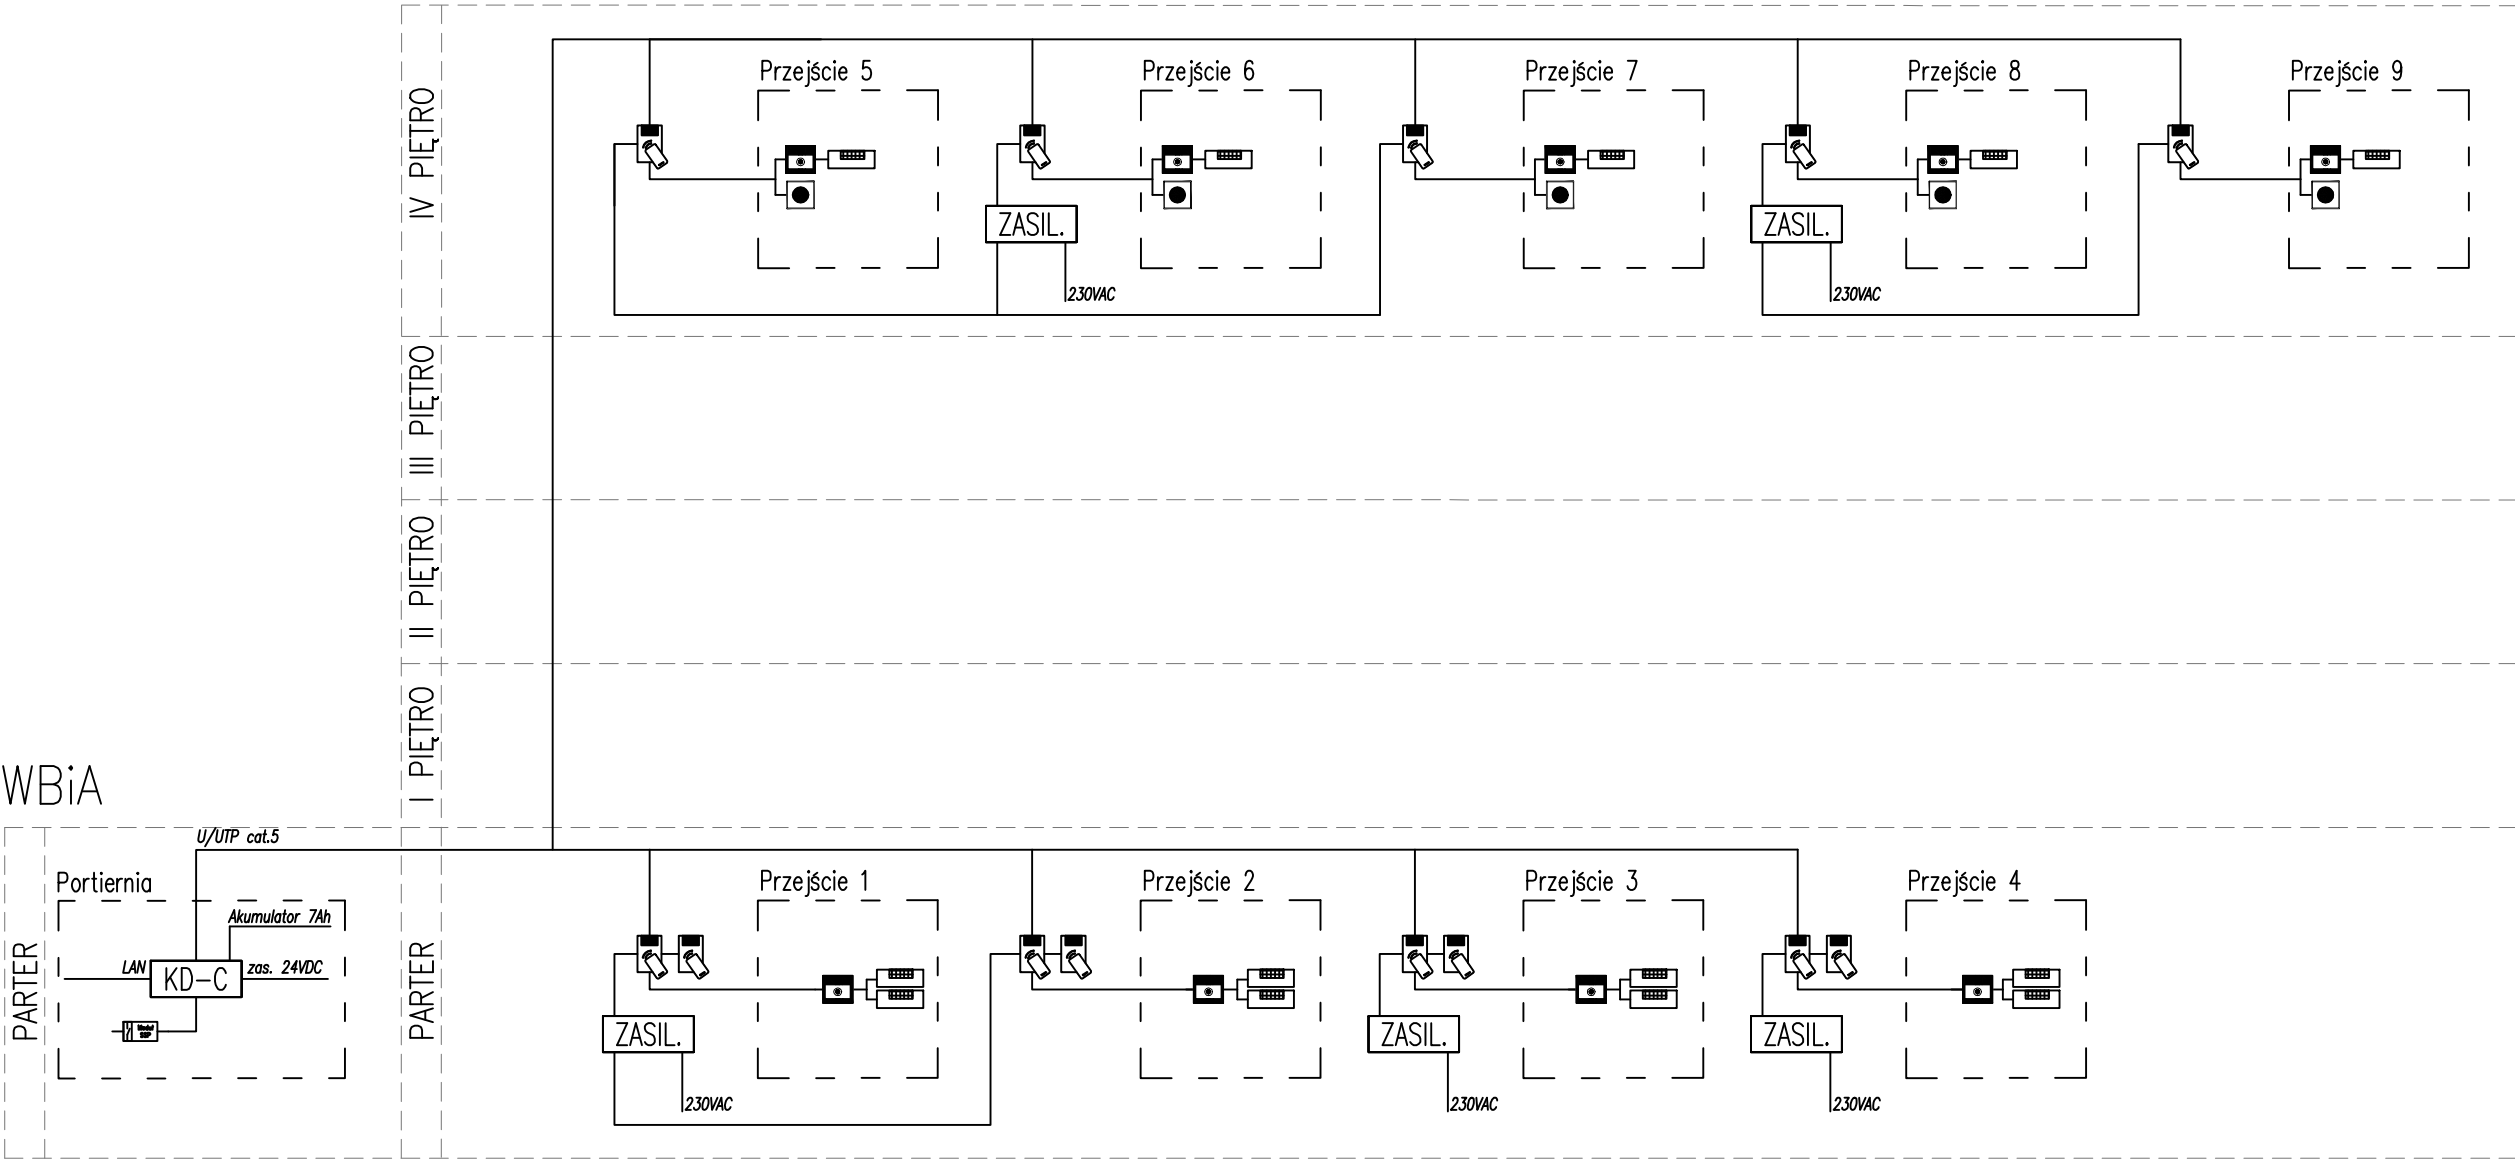 Przejście 5
Przejście 6
Przejście 7
Przejście 8
Przejście 9
IV PIĘTRO
ZASIL.
ZASIL.
230VAC
230VAC
III PIĘTRO
II PIĘTRO
I PIĘTRO
WBiA
U/UTP cat.5
Portiernia
Przejście 1
Przejście 2
Przejście 3
Przejście 4
Akumulator 7Ah
PARTER
PARTER
LAN
KD-C
zas. 24VDC
Moduł
SSP
ZASIL.
ZASIL.
ZASIL.
230VAC
230VAC
230VAC